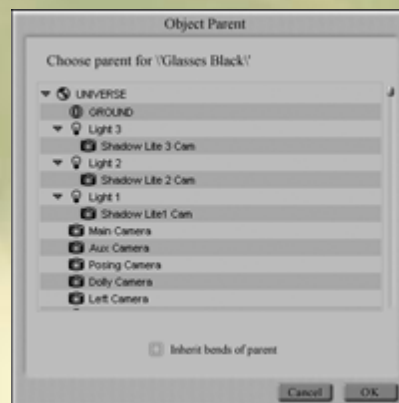 Object Parent
Choose parent for \'Glasses Black\'
UNIVERSE
GROUND
Light 3
Shadow Lite 3 Cam
Light 2
Shadow Lite 2 Cam
Light 1
Shadow Lite1 Cam
Main Camera
Aux Camera
Posing Camera
Dolly Camera
Left Camera
Inherit bends of parent
Cancel OK